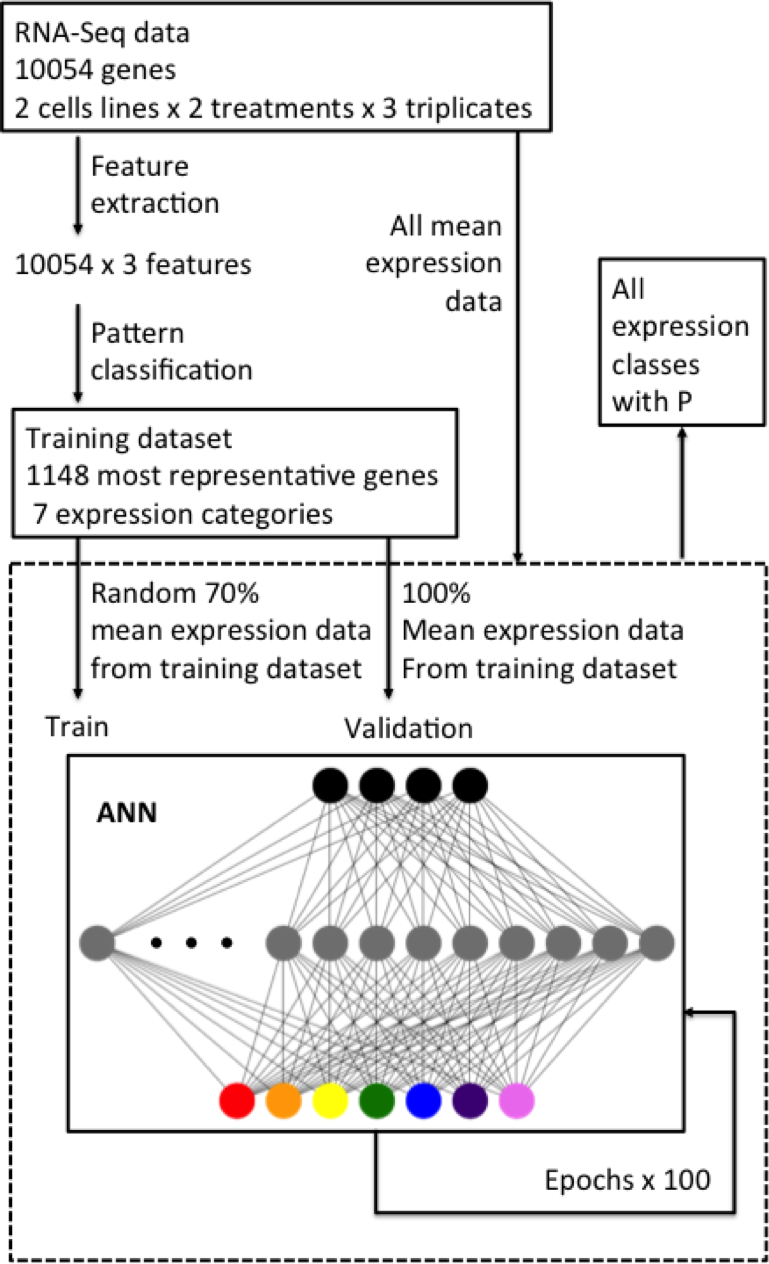 RNA-Seq data
10054 genes
2 cells lines x 2 treatments x 3 triplicates
Feature
extraction
All mean
expression
data
10054 x 3 features
All
expression
classes
with P
Pattern
classification
Training dataset
1148 most representative genes
7 expression categories
Random 70%
mean expression data
from training dataset
100%
Mean expression data
From training dataset
Train
Validation
ANN
Epochs x 100